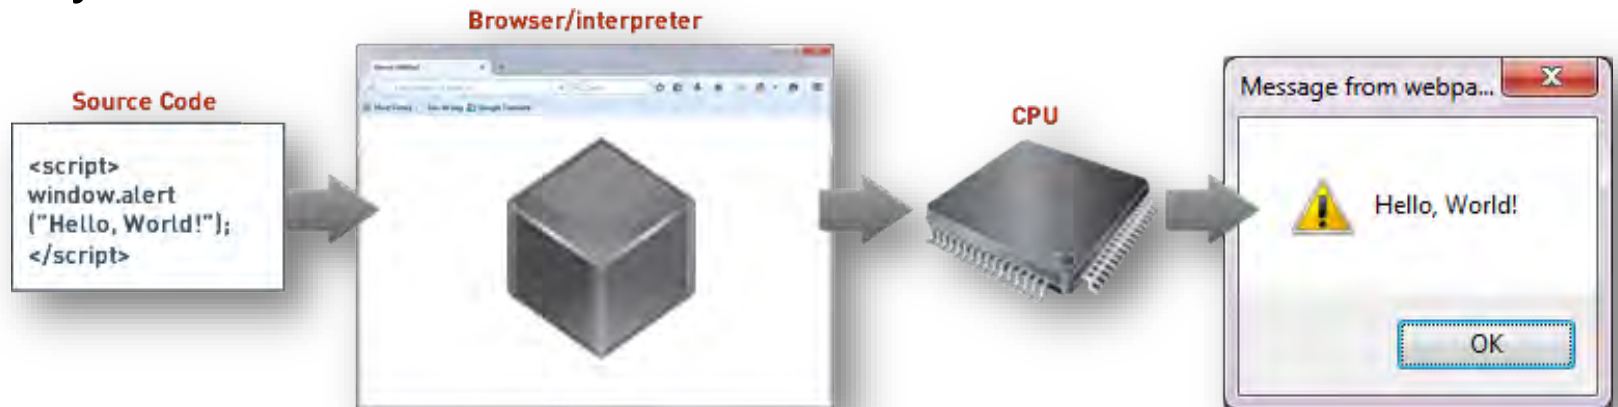 Browser/interpreter
Source Code
<script>
window.alert
("Hello, World!");
</script>
CPU
Message from webpa...
Hello, World!
OK